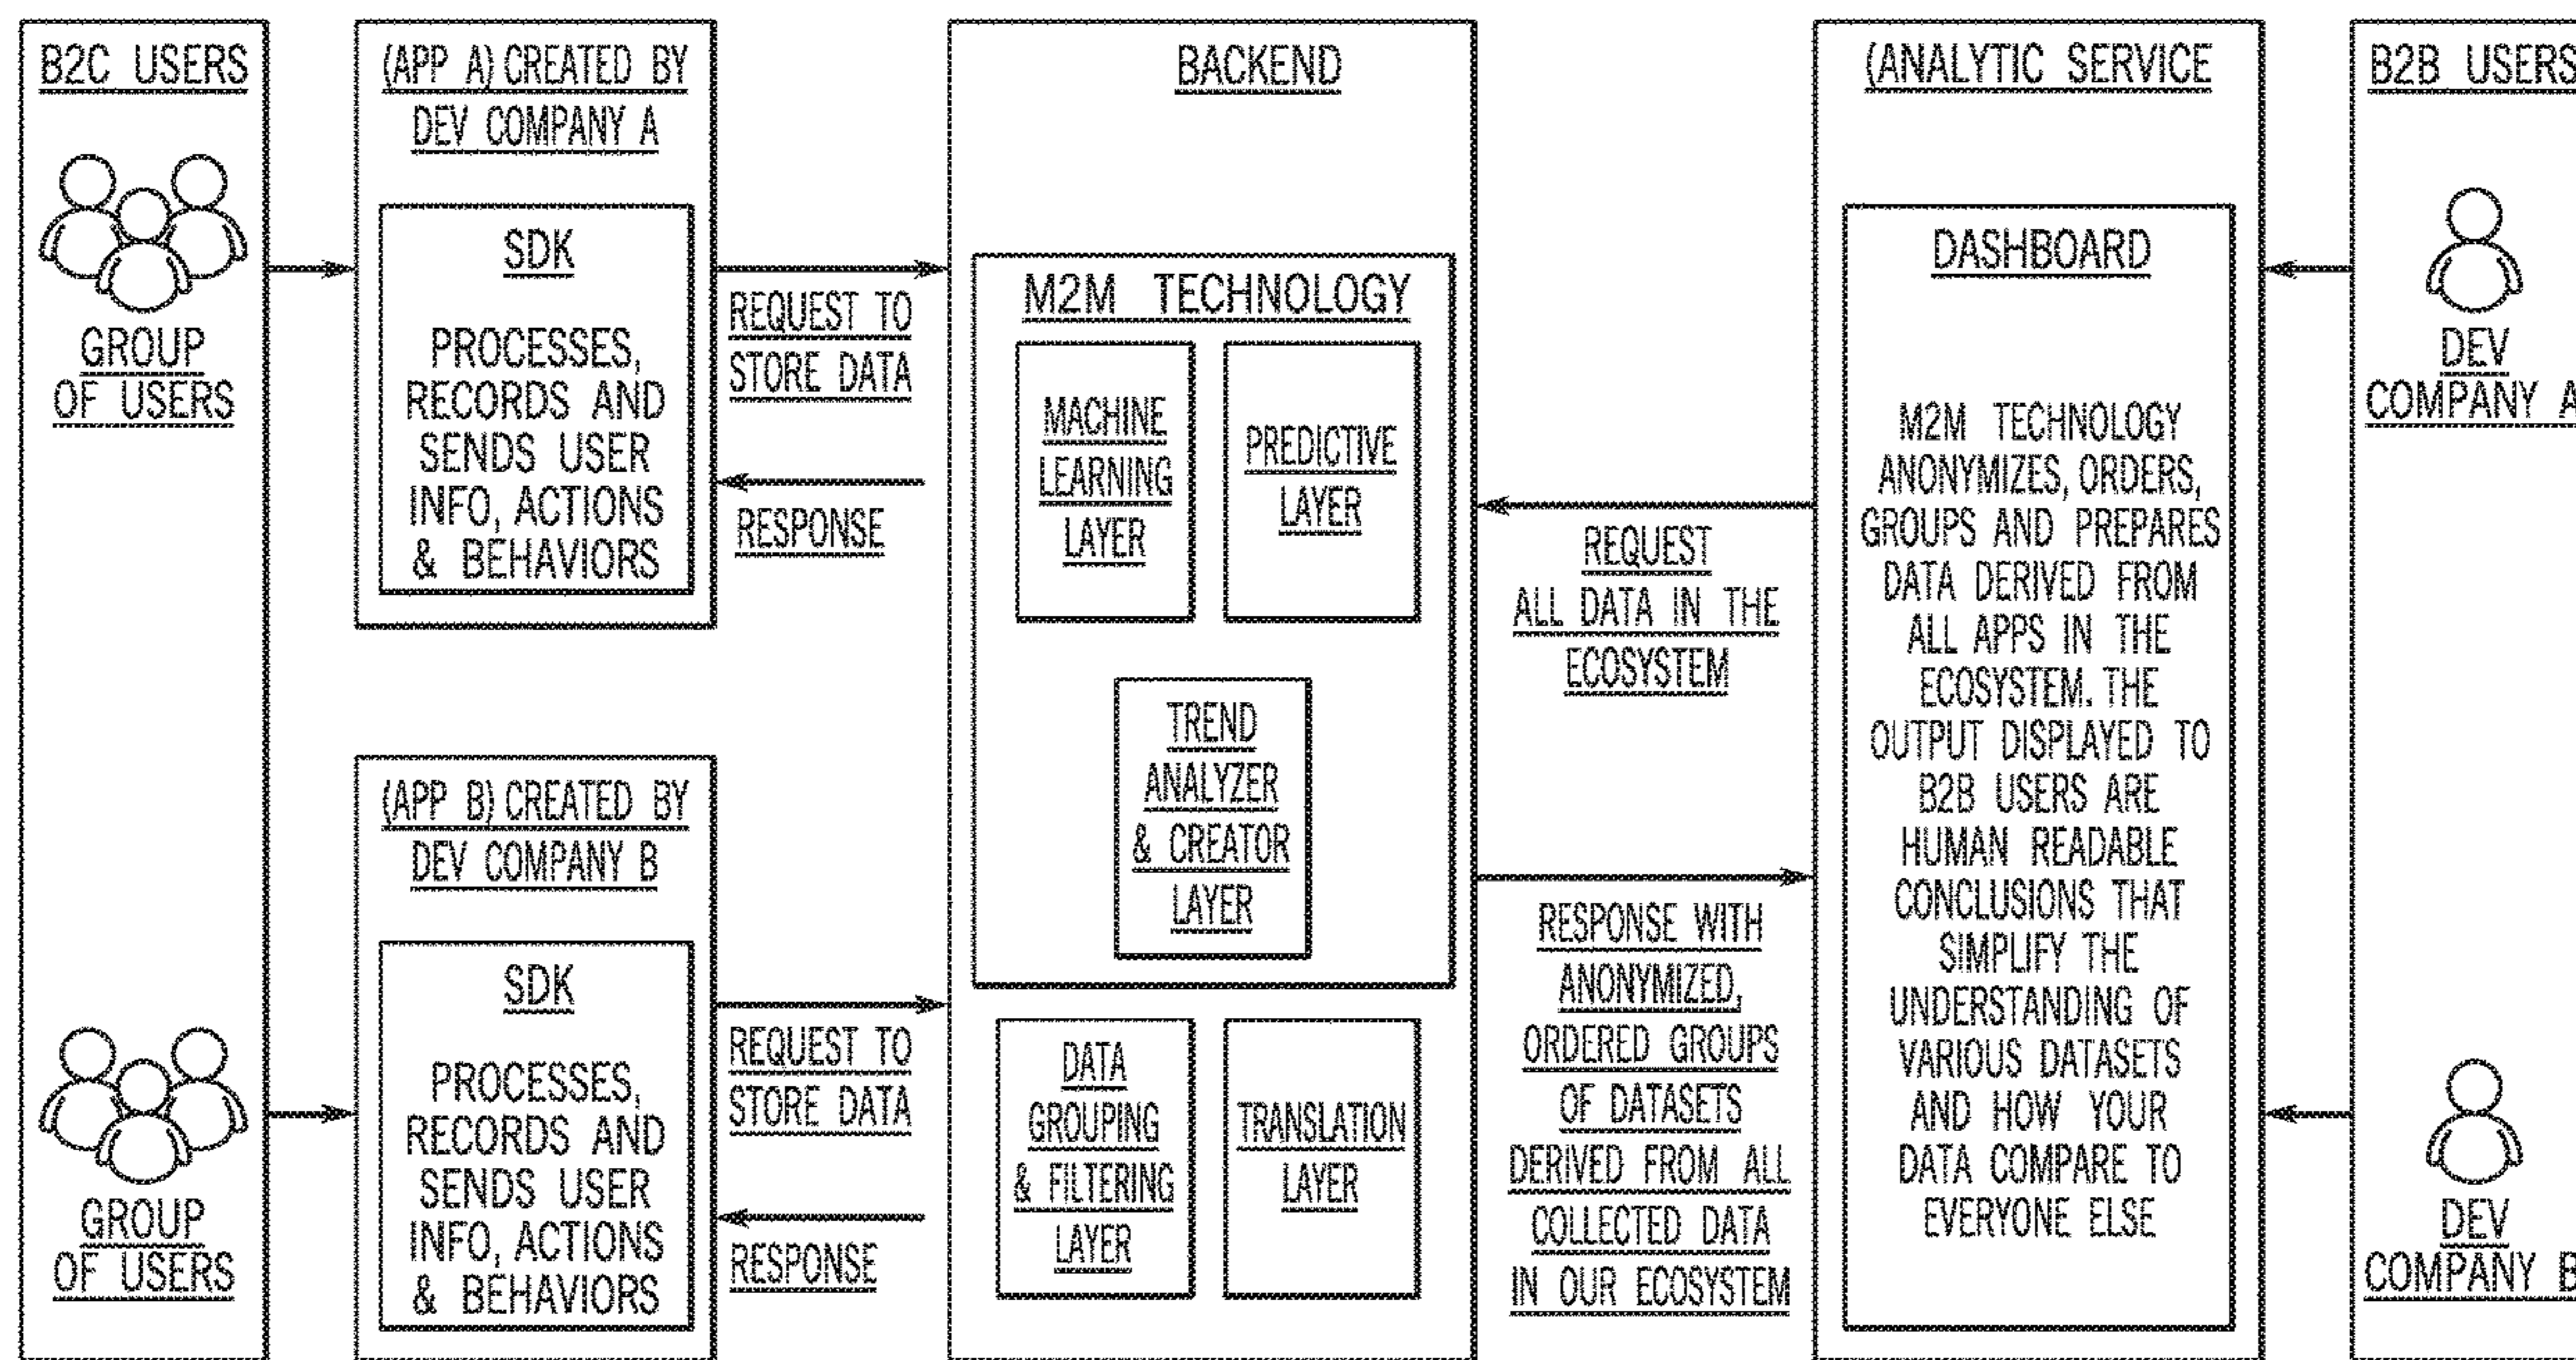 B2C USERS
GROUP
OF USERS
GROUP
OF USERS
(APP A) CREATED BY
DEV COMPANY A
SDK
PROCESSES,
RECORDS AND
SENDS USER
INFO, ACTIONS
& BEHAVIORS
(APP B) CREATED BY
DEV COMPANY B
SDK
PROCESSES,
RECORDS AND
SENDS USER
INFO, ACTIONS
& BEHAVIORS
REQUEST TO
STORE DATA
RESPONSE
REQUEST TO
STORE DATA
RESPONSE
BACKEND
M2M TECHNOLOGY
MACHINE
LEARNING
LAYER
PREDICTIVE
LAYER
TREND
ANALYZER
& CREATOR
LAYER
DATA
GROUPING
& FILTERING
LAYER
TRANSLATION
LAYER
REQUEST
ALL DATA IN THE
ECOSYSTEM
RESPONSE WITH
ANONYMIZED,
ORDERED GROUPS
OF DATASETS
DERIVED FROM ALL
COLLECTED DATA
IN OUR ECOSYSTEM
(ANALYTIC SERVICE
DASHBOARD
M2M TECHNOLOGY
ANONYMIZES, ORDERS,
GROUPS AND PREPARES
DATA DERIVED FROM
ALL APPS IN THE
ECOSYSTEM. THE
OUTPUT DISPLAYED TO
B2B USERS ARE
HUMAN READABLE
CONCLUSIONS THAT
SIMPLIFY THE
UNDERSTANDING OF
VARIOUS DATASETS
AND HOW YOUR
DATA COMPARE TO
EVERYONE ELSE
B2B USERS
DEV
COMPANY A
DEV
COMPANY B